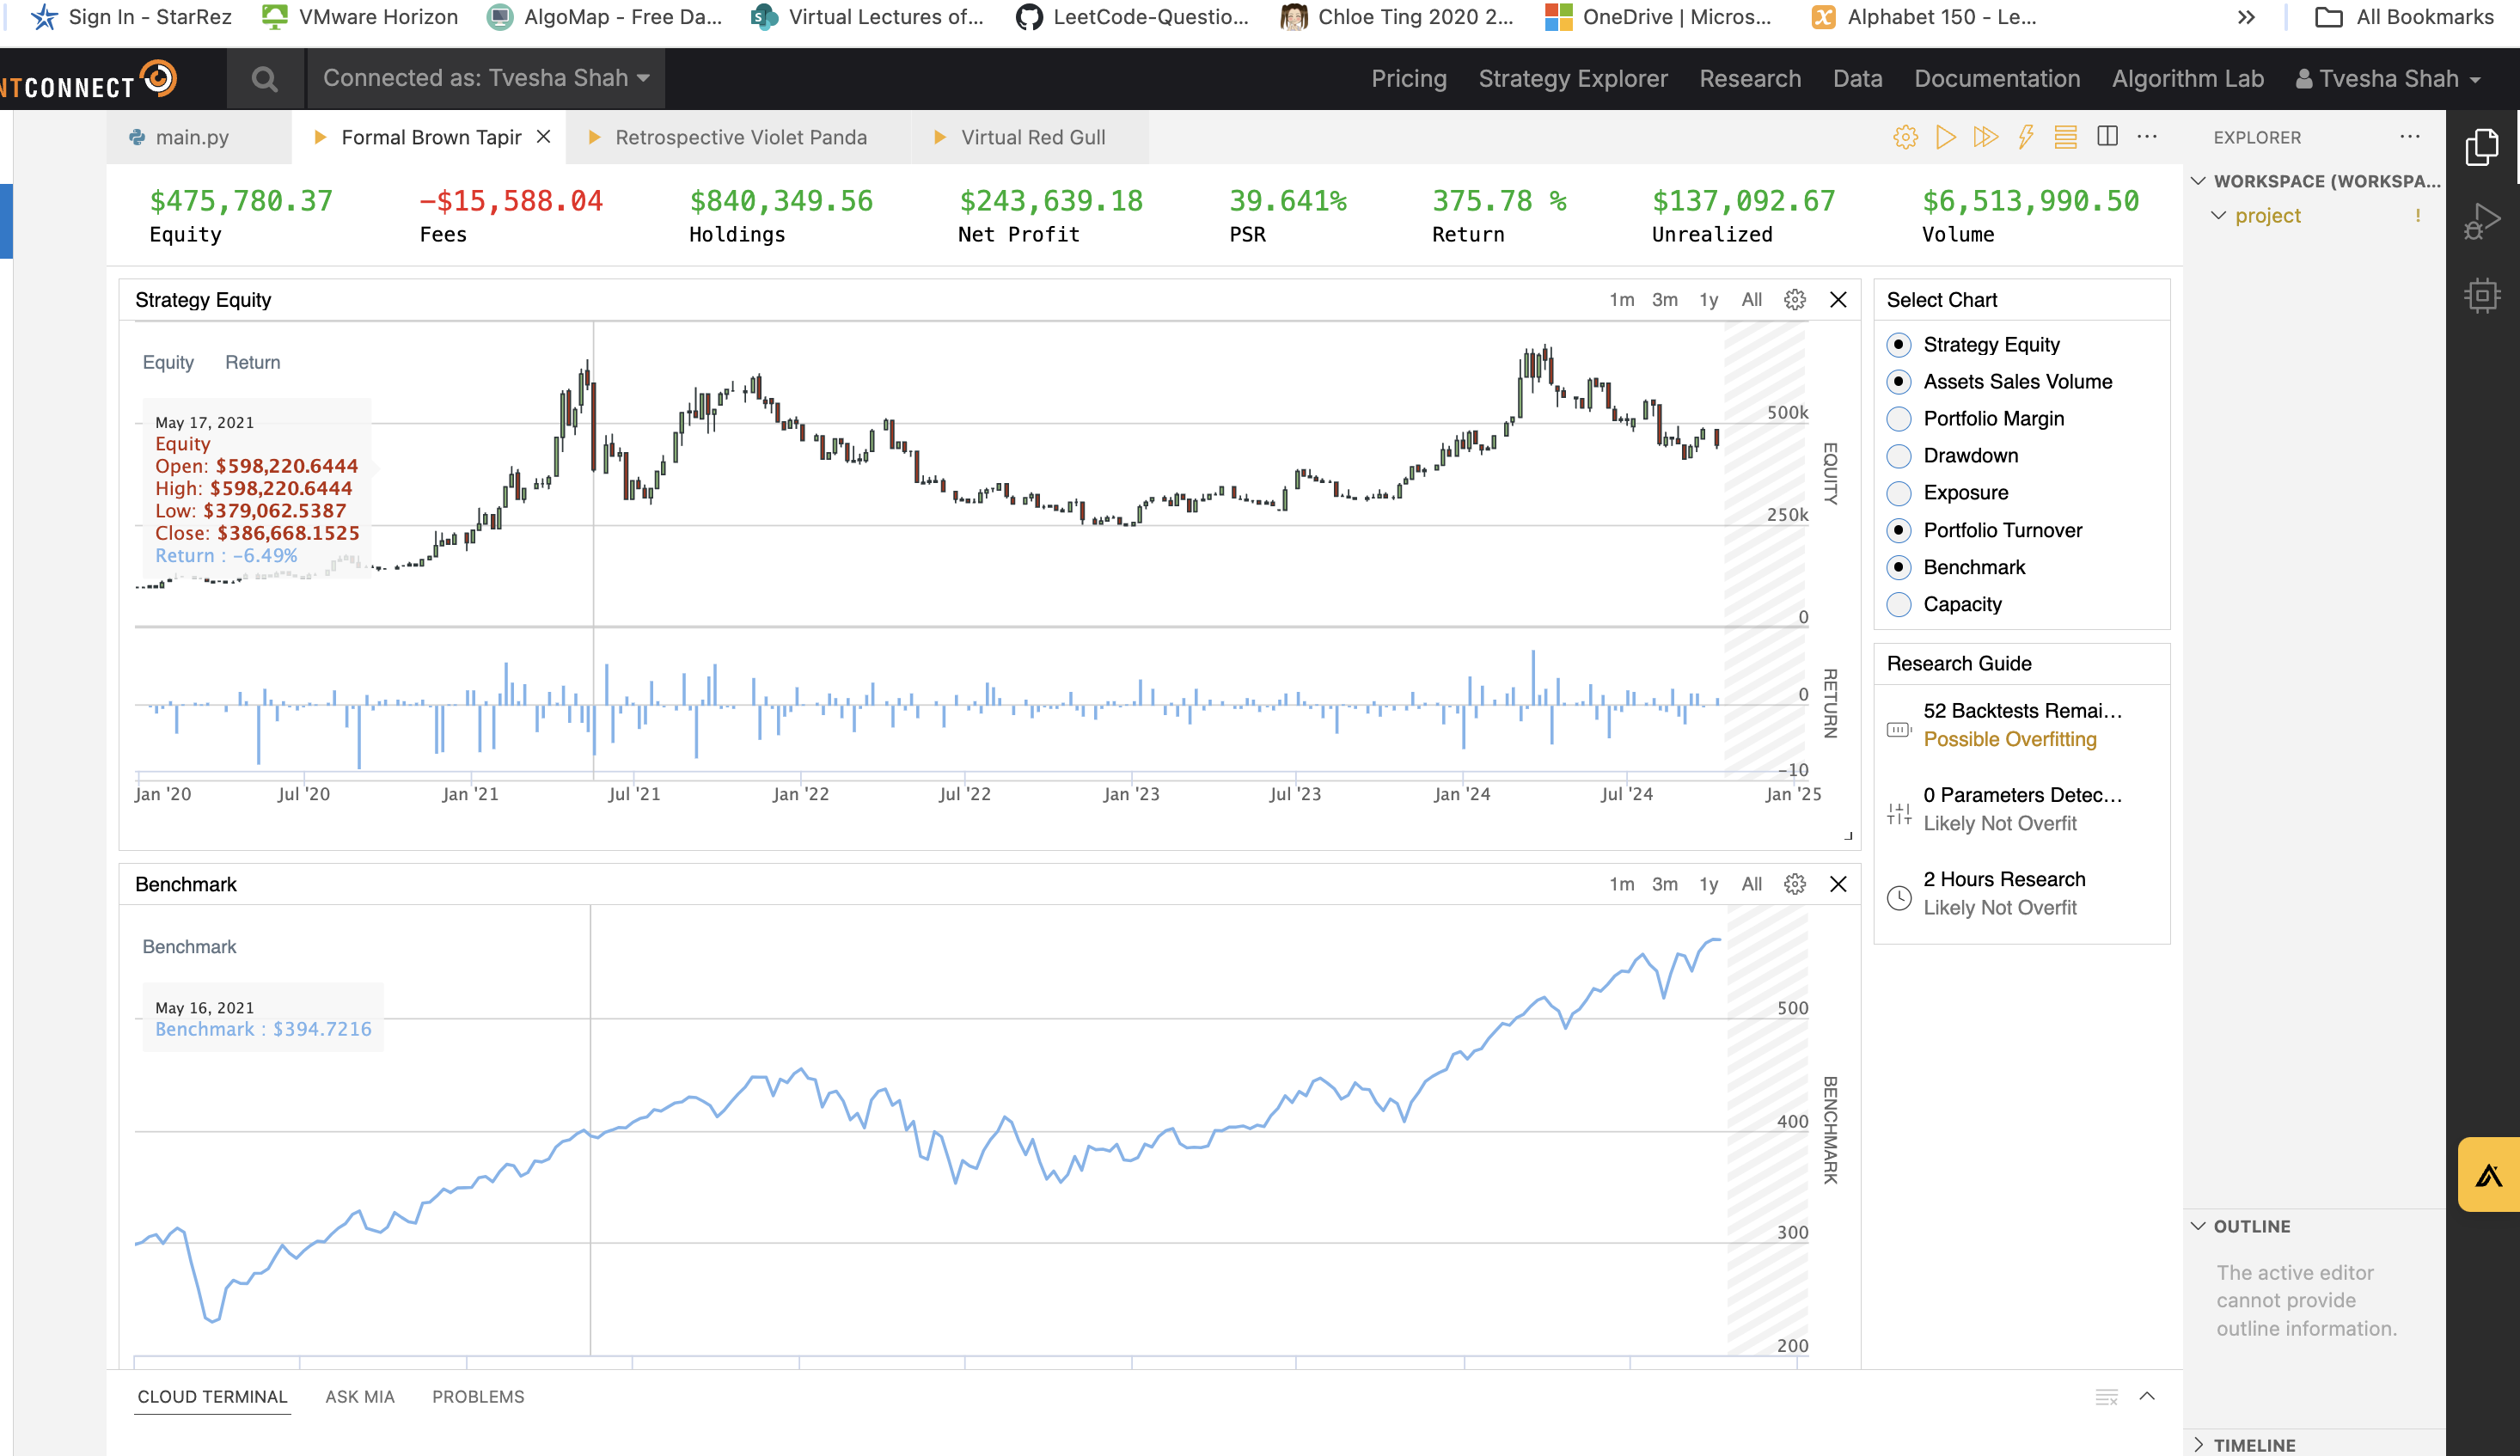 Sign In - StarRez VMware Horizon AlgoMap - Free Da... Virtual Lectures of... LeetCode-Questio... Chloe Ting 2020 2... OneDrive | Micros... Alphabet 150 - Le... » All Bookmarks
NTCONNECT Connected as: Tvesha Shah Pricing Strategy Explorer Research Data Documentation Algorithm Lab Tvesha Shah
main.py Formal Brown Tapir Retrospective Violet Panda Virtual Red Gull
EXPLORER
WORKSPACE (WORKSPA...
project !
$475,780.37 -$15,588.04 $840,349.56 $243,639.18 39.641% 375.78 % $137,092.67 $6,513,990.50
Equity Fees Holdings Net Profit PSR Return Unrealized Volume
Strategy Equity 1m 3m 1y All
Equity Return
May 17, 2021
Equity
Open: $598,220.6444
High: $598,220.6444
Low: $379,062.5387
Close: $386,668.1525
Return : -6.49%
500k
250k
0
EQUITY
0
-10
RETURN
Jan '20 Jul '20 Jan '21 Jul '21 Jan '22 Jul '22 Jan '23 Jul '23 Jan '24 Jul '24 Jan '25
Select Chart
Strategy Equity
Assets Sales Volume
Portfolio Margin
Drawdown
Exposure
Portfolio Turnover
Benchmark
Capacity
Research Guide
52 Backtests Remai...
Possible Overfitting
0 Parameters Detec...
Likely Not Overfit
2 Hours Research
Likely Not Overfit
Benchmark 1m 3m 1y All
Benchmark
May 16, 2021
Benchmark : $394.7216
500
400
300
200
BENCHMARK
OUTLINE
The active editor
cannot provide
outline information.
CLOUD TERMINAL ASK MIA PROBLEMS
TIMELINE